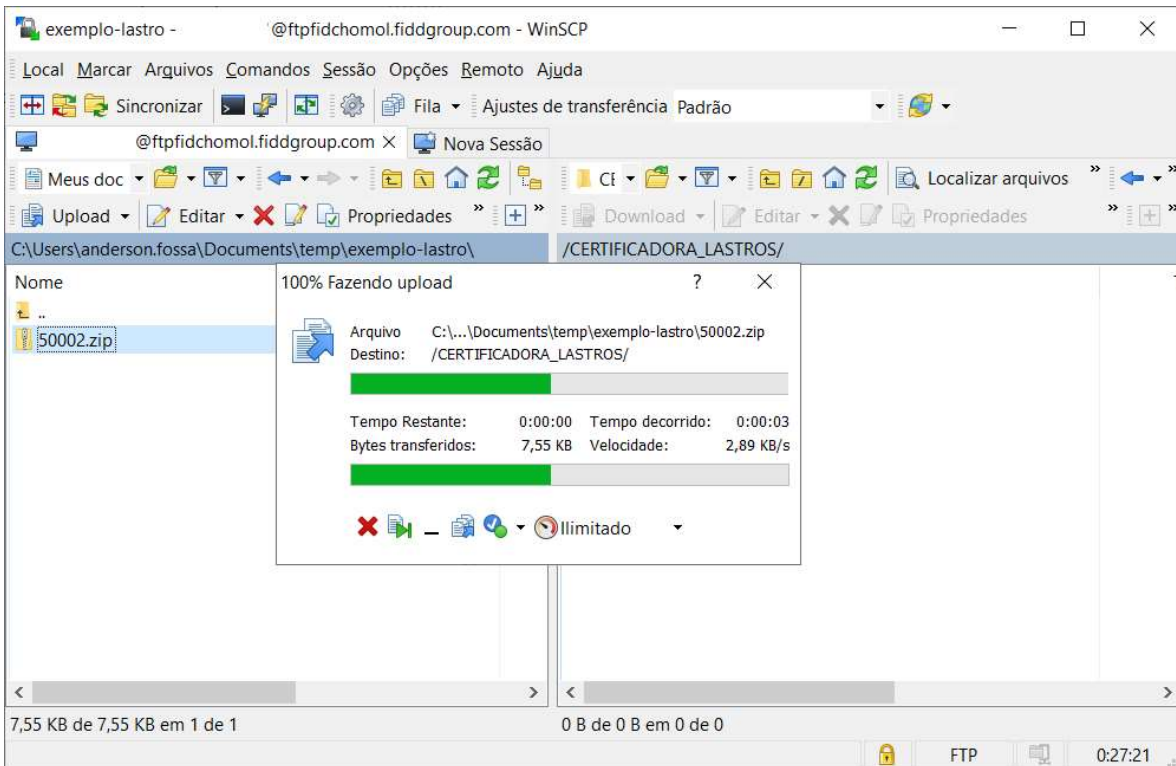 exemplo-lastro - @ftpfidchomol.fiddgroup.com - WinSCP
Local Marcar Arquivos Comandos Sessão Opções Remoto Ajuda
Sincronizar Fila Ajustes de transferência Padrão
@ftpfidchomol.fiddgroup.com × Nova Sessão
Meus doc CE Localizar arquivos »
Upload Editar Propriedades » » Download Editar Propriedades »
C:\Users\anderson.fossa\Documents\temp\exemplo-lastro\ /CERTIFICADORA_LASTROS/
Nome
..
50002.zip
100% Fazendo upload ?
Arquivo C:\...\Documents\temp\exemplo-lastro\50002.zip
Destino: /CERTIFICADORA_LASTROS/
Tempo Restante: 0:00:00 Tempo decorrido: 0:00:03
Bytes transferidos: 7,55 KB Velocidade: 2,89 KB/s
Ilimitado
7,55 KB de 7,55 KB em 1 de 1 0 B de 0 B em 0 de 0
FTP 0:27:21